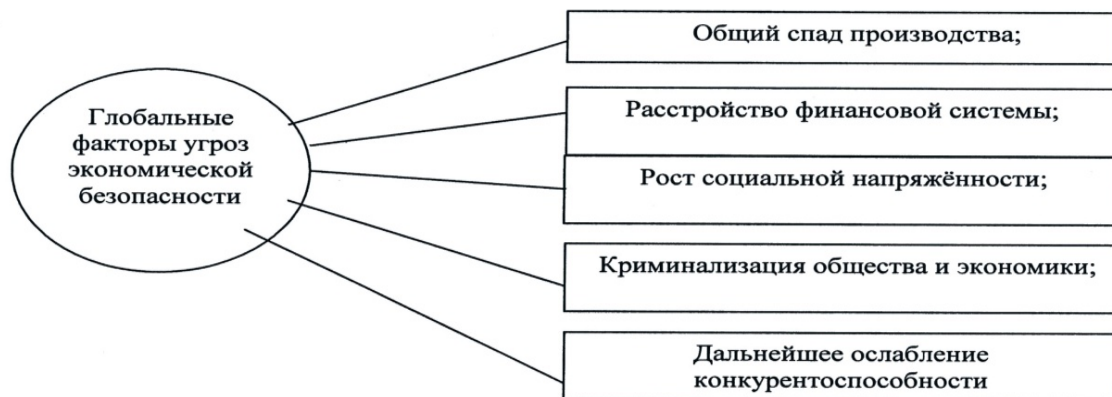 Глобальные
факторы угроз
экономической
безопасности
Общий спад производства;
Расстройство финансовой системы;
Рост социальной напряжённости;
Криминализация общества и экономики;
Дальнейшее ослабление
конкурентоспособности